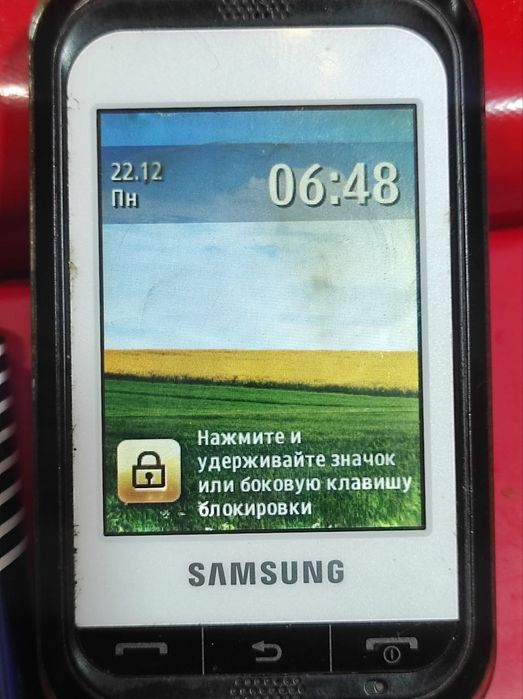 22.12
Пн
06:48
Нажмите и
удерживайте значок
или боковую клавишу
блокировки
SAMSUNG